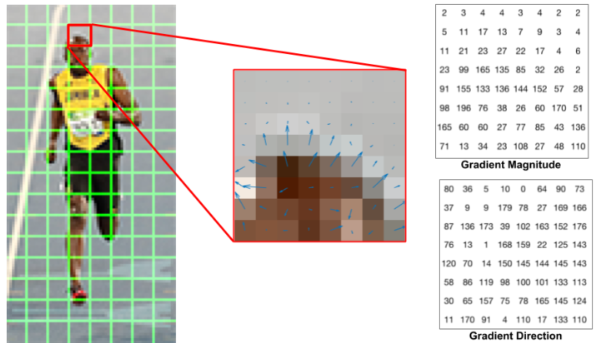 2 3 4 4 3 4 2 2
5 11 17 13 7 9 3 4
11 21 23 27 22 17 4 6
23 99 165 135 85 32 26 2
91 155 133 136 144 152 57 28
98 196 76 38 26 60 170 51
165 60 60 27 77 85 43 136
71 13 34 23 108 27 48 110
Gradient Magnitude
80 36 5 10 0 64 90 73
37 9 9 179 78 27 169 166
87 136 173 39 102 163 152 176
76 13 1 168 159 22 125 143
120 70 14 150 145 144 145 143
58 86 119 98 100 101 133 113
30 65 157 75 78 165 145 124
11 170 91 4 110 17 133 110
Gradient Direction